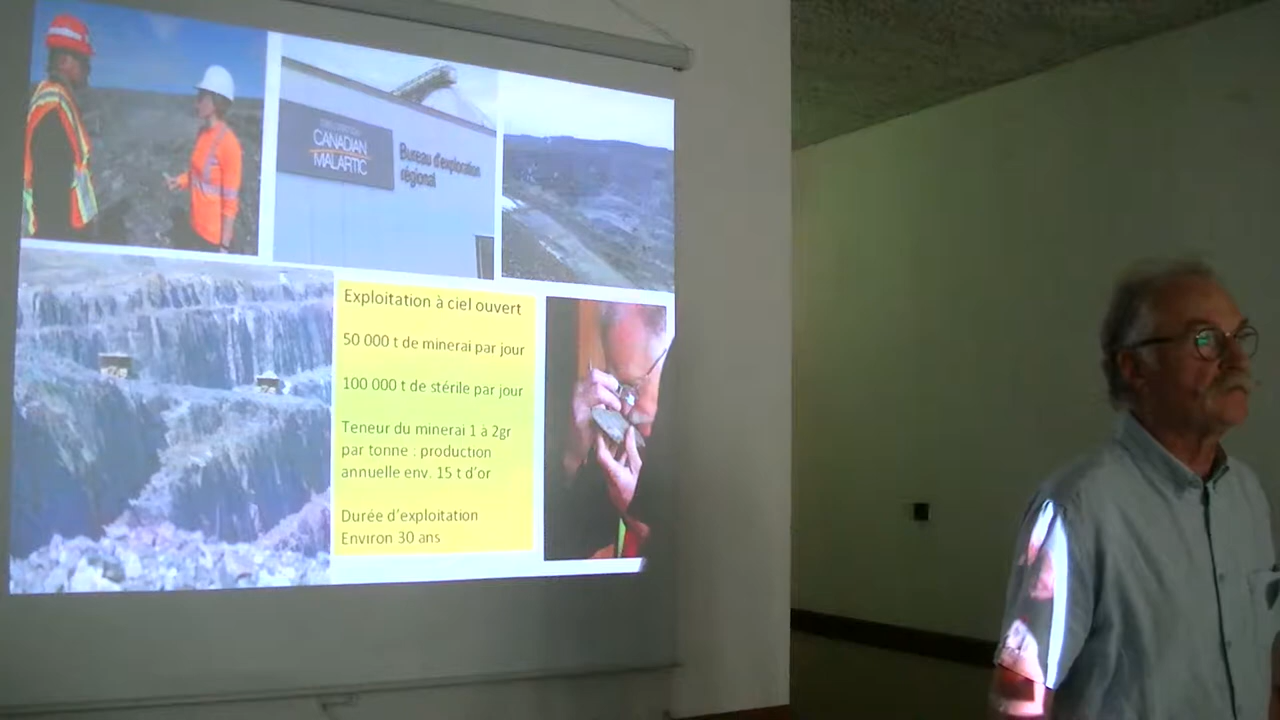 CANADIAN
MALARTIC
Bureau d'exploration
régional
Exploitation à ciel ouvert
50 000 t de minerai par jour
100 000 t de stérile par jour
Teneur du minerai 1 à 2gr
par tonne : production
annuelle env. 15 t d'or
Durée d'exploitation
Environ 30 ans